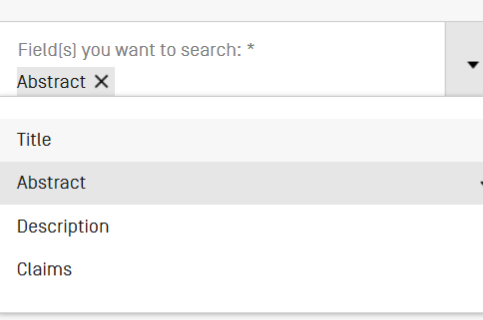 Field(s) you want to search: *
Abstract ✕
Title
Abstract
Description
Claims